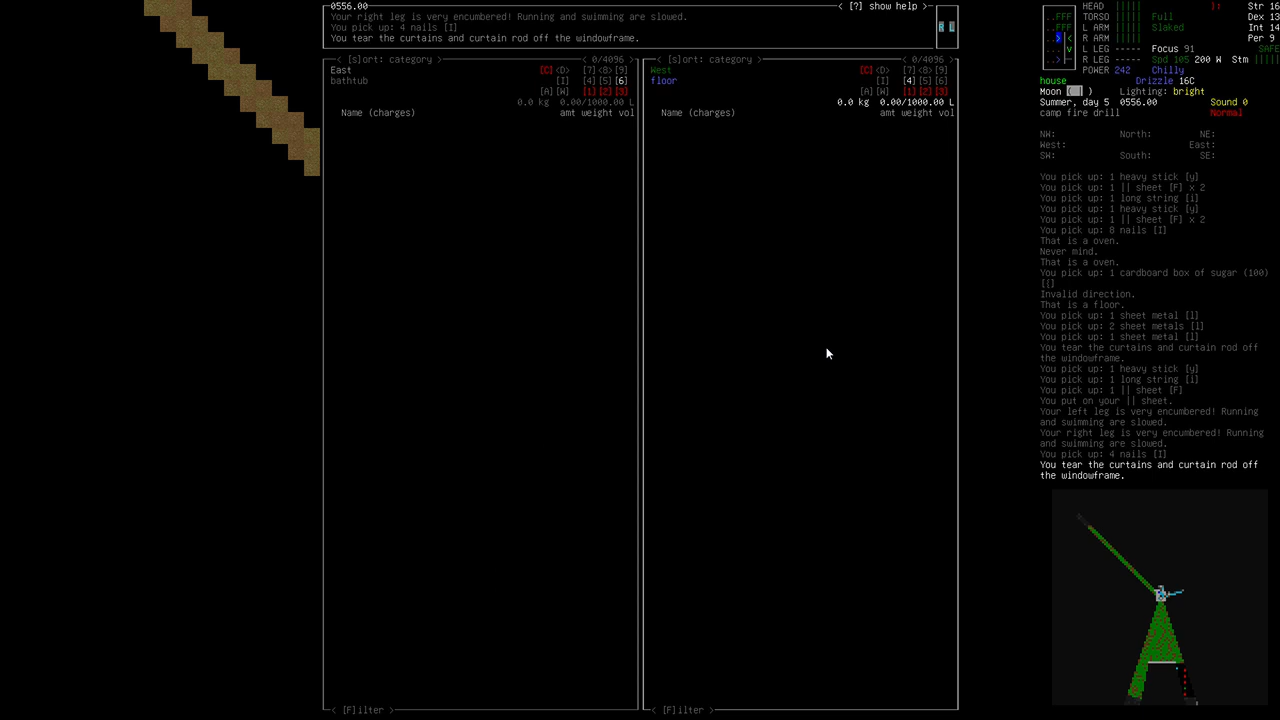 0556.00
< [?] show help >
Your right leg is very encumbered! Running and swimming are slowed.
You pick up: 4 nails [I]
You tear the curtains and curtain rod off the windowframe.
R L
< [S]ort: category >
< 0/4096 >
East
[C] <D> [7] <8> [9]
bathtub
[I] [4] [5] [6]
[A] [W] [1] [2] [3]
0.0 kg 0.00/1000.00 L
Name (charges)
amt weight vol
< [F]ilter >
< [S]ort: category >
< 0/4096 >
West
[C] <D> [7] <8> [9]
floor
[I] [4] [5] [6]
[A] [W] [1] [2] [3]
0.0 kg 0.00/1000.00 L
Name (charges)
amt weight vol
< [F]ilter >
HEAD ||||| Str 16
TORSO ||||| Full Dex 13
L ARM ||||| Slaked Int 14
R ARM ||||| Per 9
L LEG ----- Focus 91 SAFE
R LEG ----- Spd 105 200 W Stm |||||
POWER 242 Chilly
house Drizzle 16C
Moon ( ) Lighting: bright
Summer, day 5 0556.00 Sound 0
camp fire drill Normal
NW: North: NE:
West: East:
SW: South: SE:
You pick up: 1 heavy stick [y]
You pick up: 1 || sheet [F] x 2
You pick up: 1 long string [i]
You pick up: 1 heavy stick [y]
You pick up: 1 || sheet [F] x 2
You pick up: 8 nails [I]
That is a oven.
Never mind.
That is a oven.
You pick up: 1 cardboard box of sugar (100)
[{]
Invalid direction.
That is a floor.
You pick up: 1 sheet metal [l]
You pick up: 2 sheet metals [l]
You pick up: 1 sheet metal [l]
You tear the curtains and curtain rod off
the windowframe.
You pick up: 1 heavy stick [y]
You pick up: 1 long string [i]
You pick up: 1 || sheet [F]
You put on your || sheet.
Your left leg is very encumbered! Running
and swimming are slowed.
Your right leg is very encumbered! Running
and swimming are slowed.
You pick up: 4 nails [I]
You tear the curtains and curtain rod off
the windowframe.